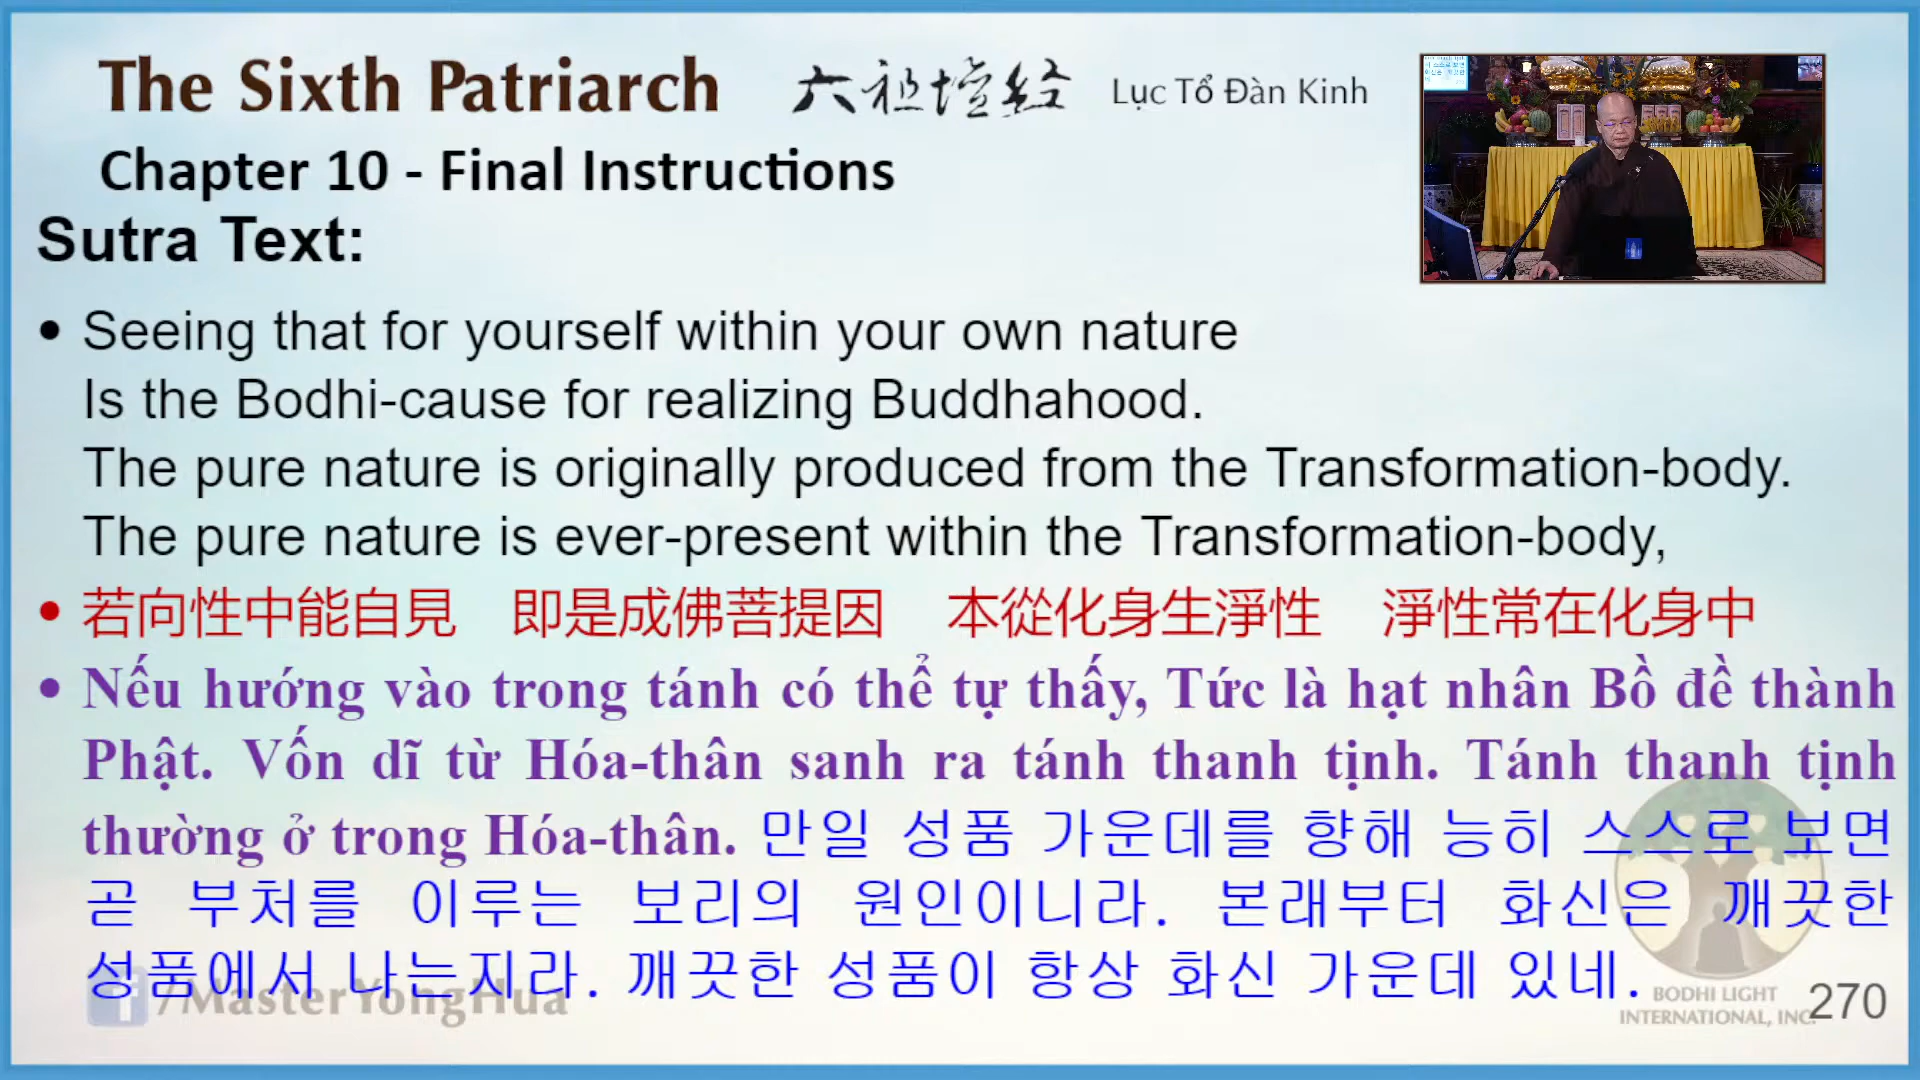 The Sixth Patriarch 六祖壇经 Lục Tổ Đàn Kinh
Chapter 10 - Final Instructions
Sutra Text:
• Seeing that for yourself within your own nature
Is the Bodhi-cause for realizing Buddhahood.
The pure nature is originally produced from the Transformation-body.
The pure nature is ever-present within the Transformation-body,
• 若向性中能自見 即是成佛菩提因 本從化身生淨性 淨性常在化身中
• Nếu hướng vào trong tánh có thể tự thấy, Tức là hạt nhân Bồ đề thành
Phật. Vốn dĩ từ Hóa-thân sanh ra tánh thanh tịnh. Tánh thanh tịnh
thường ở trong Hóa-thân. 만일 성품 가운데를 향해 능히 스스로 보면
곧 부처를 이루는 보리의 원인이니라. 본래부터 화신은 깨끗한
성품에서 나는지라. 깨끗한 성품이 항상 화신 가운데 있네.
f/MasterYongHua
BODHI LIGHT
INTERNATIONAL, INC.
270